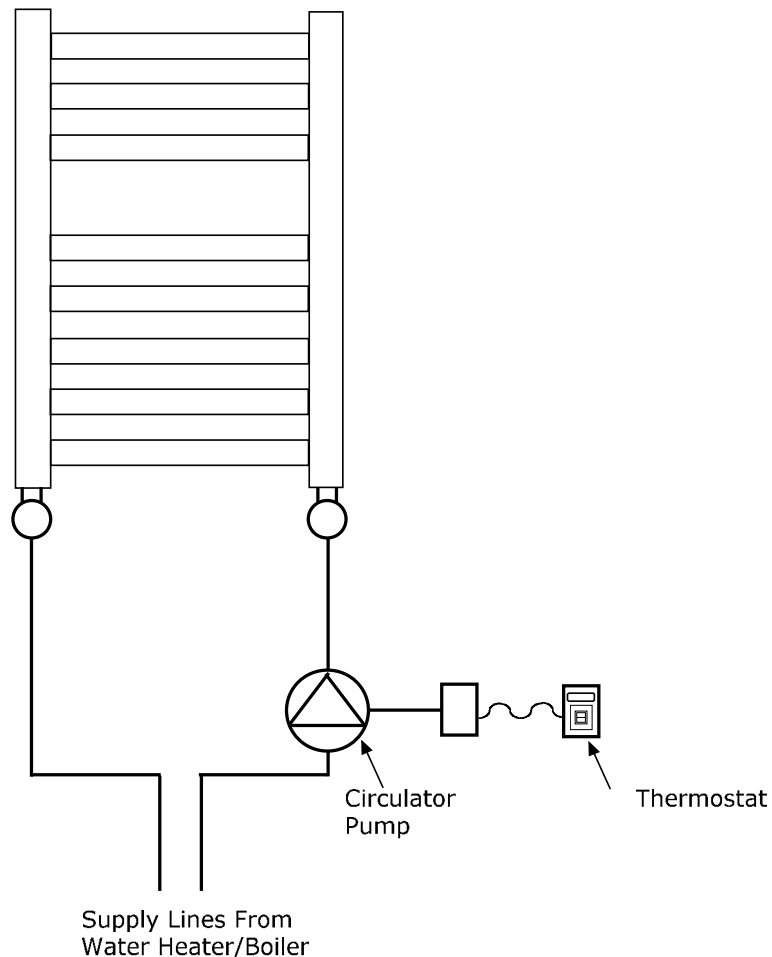 Circulator
Pump
Thermostat
Supply Lines From
Water Heater/Boiler